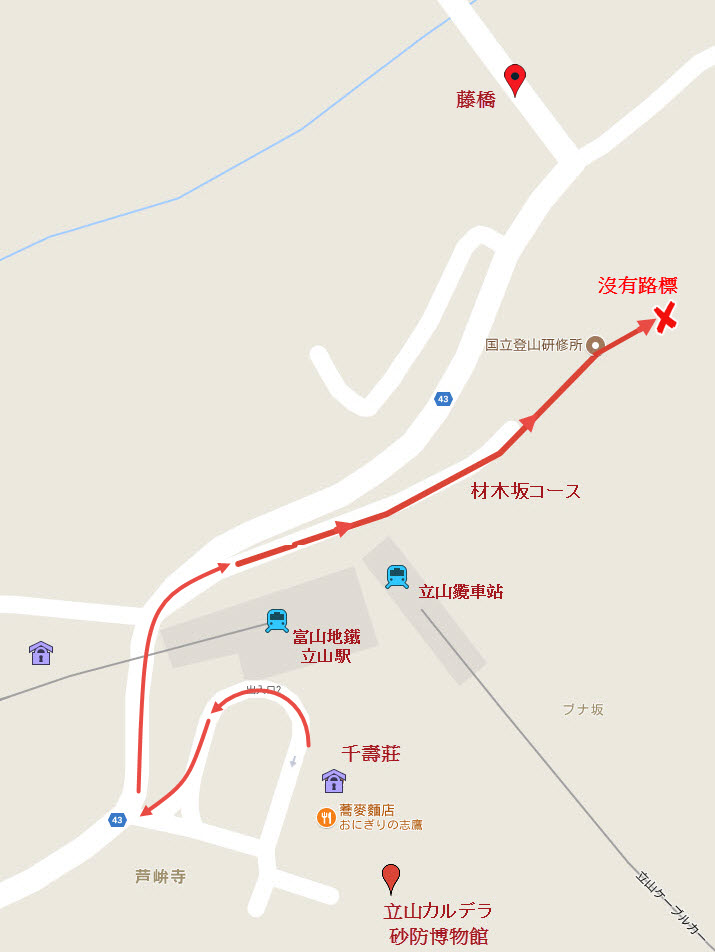 藤橋
沒有路標
国立登山研修所
43
材木坂コース
立山纜車站
富山地鐵
立山駅
出入口2
ブナ坂
千壽莊
蕎麥麵店
おにぎりの志鷹
43
芦峅寺
立山ケーブルカー
立山カルデラ
砂防博物館